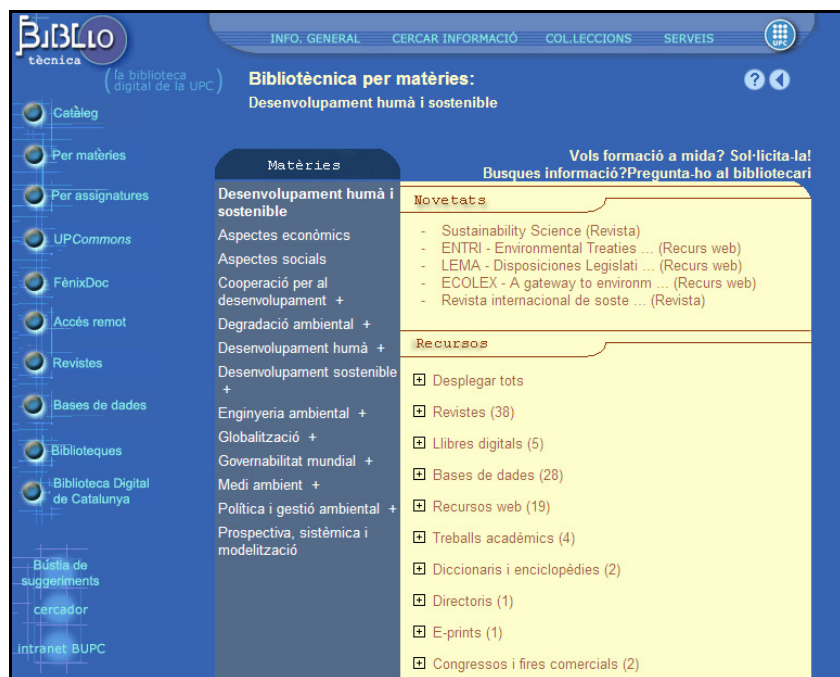 BIBLIO
tècnica
(la biblioteca
digital de la UPC)
INFO. GENERAL CERCAR INFORMACIÓ COL.LECCIONS SERVEIS
UPC
Bibliotècnica per matèries:
Desenvolupament humà i sostenible
?
Catàleg
Per matèries
Per assignatures
UPCommons
FènixDoc
Accés remot
Revistes
Bases de dades
Biblioteques
Biblioteca Digital
de Catalunya
Bústia de
suggeriments
cercador
intranet BUPC
Matèries
Desenvolupament humà i
sostenible
Aspectes econòmics
Aspectes socials
Cooperació per al
desenvolupament +
Degradació ambiental +
Desenvolupament humà +
Desenvolupament sostenible
+
Enginyeria ambiental +
Globalització +
Governabilitat mundial +
Medi ambient +
Política i gestió ambiental +
Prospectiva, sistèmica i
modelització
Vols formació a mida? Sol·licita-la!
Busques informació?Pregunta-ho al bibliotecari
Novetats
- Sustainability Science (Revista)
- ENTRI - Environmental Treaties ... (Recurs web)
- LEMA - Disposiciones Legislati ... (Recurs web)
- ECOLEX - A gateway to environm ... (Recurs web)
- Revista internacional de soste ... (Revista)
Recursos
+ Desplegar tots
+ Revistes (38)
+ Llibres digitals (5)
+ Bases de dades (28)
+ Recursos web (19)
+ Treballs acadèmics (4)
+ Diccionaris i enciclopèdies (2)
+ Directoris (1)
+ E-prints (1)
+ Congressos i fires comercials (2)